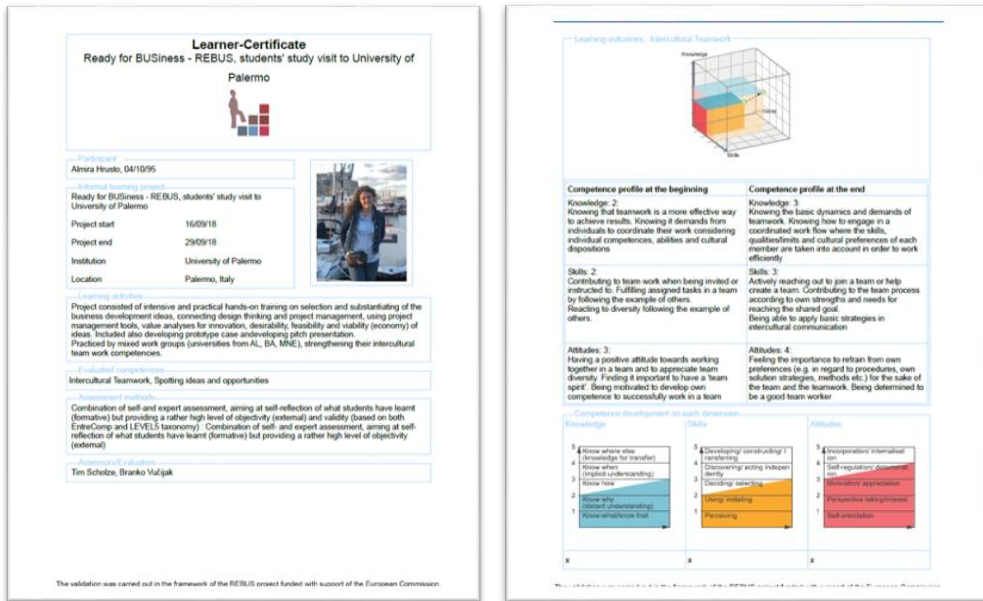 Learner-Certificate
Ready for BUSiness - REBUS, students' study visit to University of
Palermo
Participant
Almira Hrusto, 04/10/95
Informal learning project
Ready for BUSiness - REBUS, students' study visit to
University of Palermo
Project start 16/09/18
Project end 29/09/18
Institution University of Palermo
Location Palermo, Italy
Learning activities
Project consisted of intensive and practical hands-on training on selection and substantiating of the
business development ideas, connecting design thinking and project management, using project
management tools, value analyses for innovation, desirability, feasibility and viability (economy) of
ideas. Included also developing prototype case andeveloping pitch presentation.
Practiced by mixed work groups (universities from AL, BA, MNE), strengthening their intercultural
team work competencies.
Evaluated competences
Intercultural Teamwork, Spotting ideas and opportunities
Assessment methods
Combination of self-and expert assessment, aiming at self-reflection of what students have learnt
(formative) but providing a rather high level of objectivity (external) and validity (based on both
EntreComp and LEVEL5 taxonomy) : Combination of self- and expert assessment, aiming at self-
reflection of what students have learnt (formative) but providing a rather high level of objectivity
(external)
Assessors/Evaluators
Tim Scholze, Branko Vučijak
The validation was carried out in the framework of the REBUS project funded with support of the European Commission.
Learning outcomes : Intercultural Teamwork
Knowledge
Skills
Competence profile at the beginning
Knowledge: 2:
Knowing that teamwork is a more effective way
to achieve results. Knowing it demands from
individuals to coordinate their work considering
individual competences, abilities and cultural
dispositions
Competence profile at the end
Knowledge: 3:
Knowing the basic dynamics and demands of
teamwork. Knowing how to engage in a
coordinated work flow where the skills,
qualities/limits and cultural preferences of each
member are taken into account in order to work
efficiently
Skills: 2:
Contributing to team work when being invited or
instructed to. Fulfilling assigned tasks in a team
by following the example of others.
Reacting to diversity following the example of
others.
Skills: 3:
Actively reaching out to join a team or help
create a team. Contributing to the team process
according to own strengths and needs for
reaching the shared goal.
Being able to apply basic strategies in
intercultural communication
Attitudes: 3:
Having a positive attitude towards working
together in a team and to appreciate team
diversity. Finding it important to have a 'team
spirit'. Being motivated to develop own
competence to successfully work in a team
Attitudes: 4:
Feeling the importance to refrain from own
preferences (e.g. in regard to procedures, own
solution strategies, methods etc.) for the sake of
the team and the teamwork. Being determined to
be a good team worker
Competence development on each dimension
Knowledge
5
4
3
2
1
Know where else
(knowledge for transfer)
Know when
(implicit understanding)
Know how
Know why
(distant understanding)
Know-what/know that
x
Skills
5
4
3
2
1
Developing/ constructing/ t
ransferring
Discovering/ acting indepen
dently
Deciding/ selecting
Using/ imitating
Perceiving
x
Attitudes
5
4
3
2
1
Incorporation/ internalisat
ion
Self-regulation/
ion
Motivation/ appreciation
Perspective taking/interest
Self-orientation
x